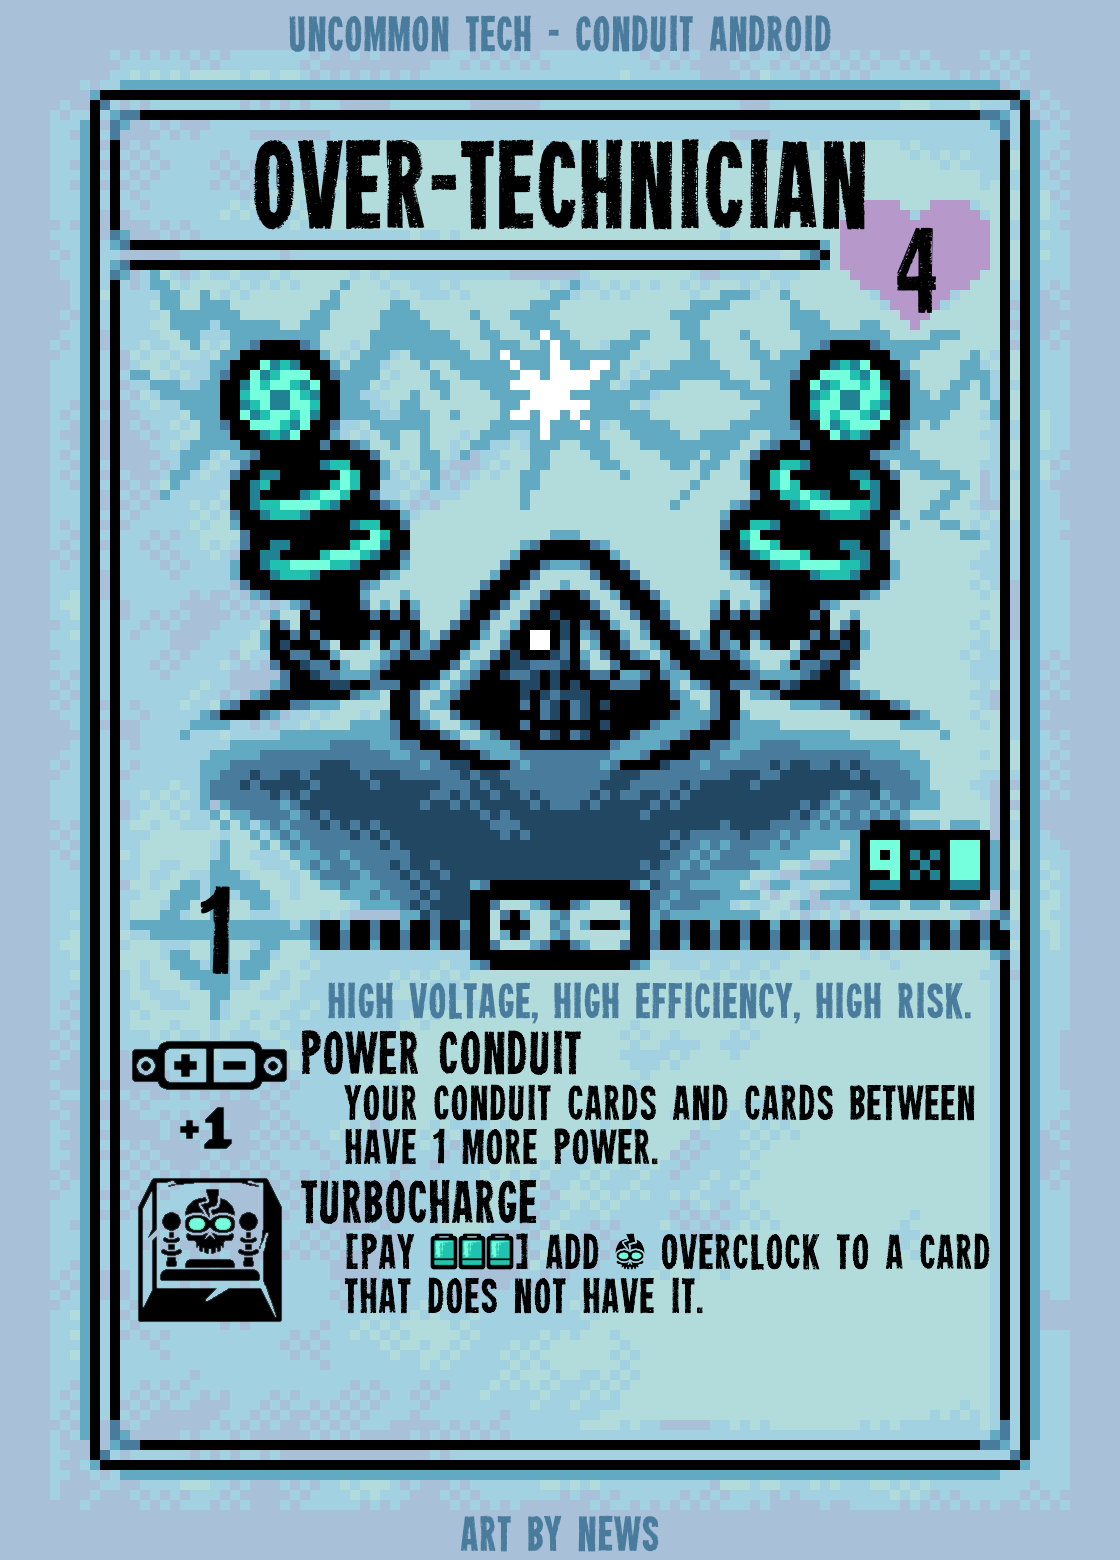 UNCOMMON TECH - CONDUIT ANDROID
OVER-TECHNICIAN
4
9
1
+ -
HIGH VOLTAGE, HIGH EFFICIENCY, HIGH RISK.
+ -
POWER CONDUIT
YOUR CONDUIT CARDS AND CARDS BETWEEN
+1
HAVE 1 MORE POWER.
TURBOCHARGE
[PAY ] ADD OVERCLOCK TO A CARD
THAT DOES NOT HAVE IT.
ART BY NEWS